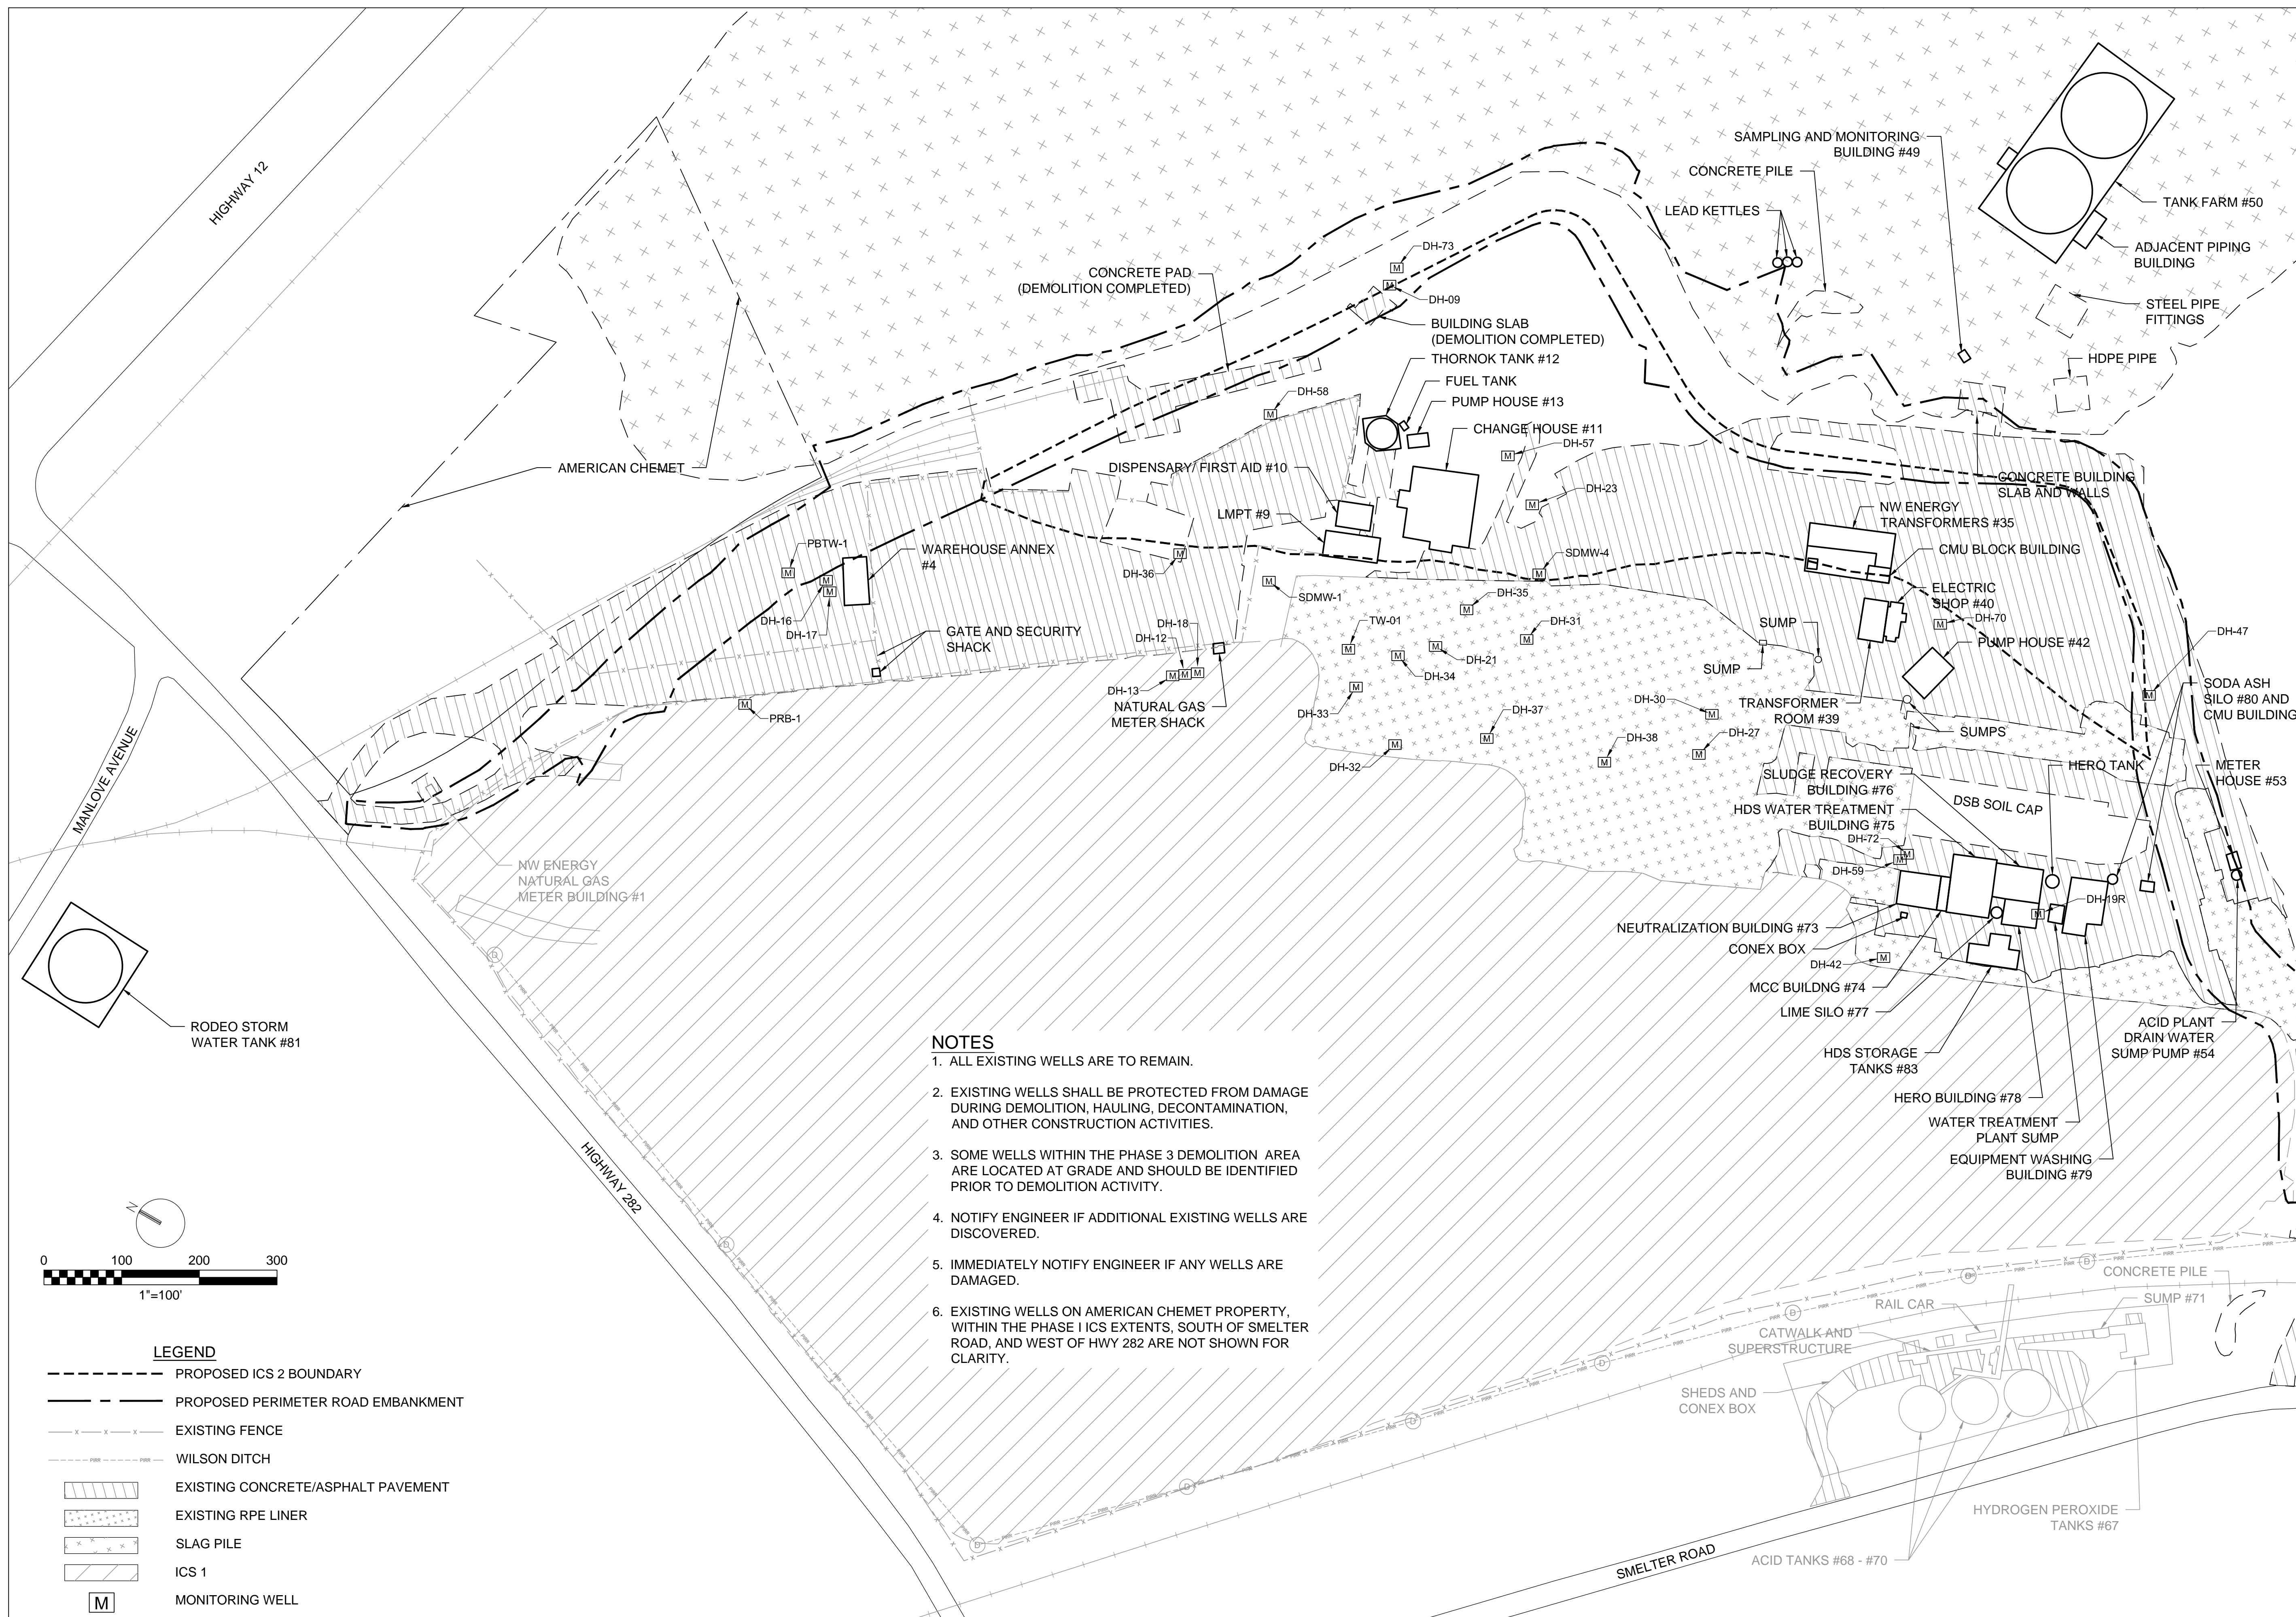 HIGHWAY 12
SAMPLING AND MONITORING
BUILDING #49
CONCRETE PILE
LEAD KETTLES
TANK FARM #50
ADJACENT PIPING
BUILDING
STEEL PIPE
FITTINGS
HDPE PIPE
M
DH-73
M
DH-09
CONCRETE PAD
(DEMOLITION COMPLETED)
BUILDING SLAB
(DEMOLITION COMPLETED)
THORNOK TANK #12
FUEL TANK
PUMP HOUSE #13
CHANGE HOUSE #11
M
DH-58
M
DH-57
AMERICAN CHEMET
DISPENSARY/ FIRST AID #10
LMPT #9
M
DH-23
CONCRETE BUILDING
SLAB AND WALLS
NW ENERGY
TRANSFORMERS #35
CMU BLOCK BUILDING
ELECTRIC
SHOP #40
M
DH-70
PUMP HOUSE #42
M
DH-47
PBTW-1
M
WAREHOUSE ANNEX
#4
M
DH-16
M
DH-17
M
DH-36
M
SDMW-1
M
SDMW-4
GATE AND SECURITY
SHACK
DH-18
DH-12
DH-13
M M M
NATURAL GAS
METER SHACK
M
PRB-1
TW-01
M
M
DH-35
M
DH-31
M
DH-21
M
DH-34
M
DH-33
M
DH-32
M
DH-37
M
DH-38
DH-30
M
M
DH-27
SUMP
SUMP
TRANSFORMER
ROOM #39
SUMPS
SODA ASH
SILO #80 AND
CMU BUILDING
METER
HOUSE #53
HERO TANK
DSB SOIL CAP
SLUDGE RECOVERY
BUILDING #76
HDS WATER TREATMENT
BUILDING #75
DH-72
M
M
DH-59
M
DH-19R
NEUTRALIZATION BUILDING #73
CONEX BOX
DH-42
M
MCC BUILDNG #74
LIME SILO #77
HDS STORAGE
TANKS #83
HERO BUILDING #78
WATER TREATMENT
PLANT SUMP
EQUIPMENT WASHING
BUILDING #79
ACID PLANT
DRAIN WATER
SUMP PUMP #54
MANLOVE AVENUE
NW ENERGY
NATURAL GAS
METER BUILDING #1
RODEO STORM
WATER TANK #81
HIGHWAY 282
NOTES
1. ALL EXISTING WELLS ARE TO REMAIN.
2. EXISTING WELLS SHALL BE PROTECTED FROM DAMAGE
DURING DEMOLITION, HAULING, DECONTAMINATION,
AND OTHER CONSTRUCTION ACTIVITIES.
3. SOME WELLS WITHIN THE PHASE 3 DEMOLITION AREA
ARE LOCATED AT GRADE AND SHOULD BE IDENTIFIED
PRIOR TO DEMOLITION ACTIVITY.
4. NOTIFY ENGINEER IF ADDITIONAL EXISTING WELLS ARE
DISCOVERED.
5. IMMEDIATELY NOTIFY ENGINEER IF ANY WELLS ARE
DAMAGED.
6. EXISTING WELLS ON AMERICAN CHEMET PROPERTY,
WITHIN THE PHASE I ICS EXTENTS, SOUTH OF SMELTER
ROAD, AND WEST OF HWY 282 ARE NOT SHOWN FOR
CLARITY.
CONCRETE PILE
SUMP #71
RAIL CAR
CATWALK AND
SUPERSTRUCTURE
SHEDS AND
CONEX BOX
HYDROGEN PEROXIDE
TANKS #67
ACID TANKS #68 - #70
SMELTER ROAD
N
0 100 200 300
1"=100'
LEGEND
PROPOSED ICS 2 BOUNDARY
PROPOSED PERIMETER ROAD EMBANKMENT
EXISTING FENCE
WILSON DITCH
EXISTING CONCRETE/ASPHALT PAVEMENT
EXISTING RPE LINER
SLAG PILE
ICS 1
M MONITORING WELL